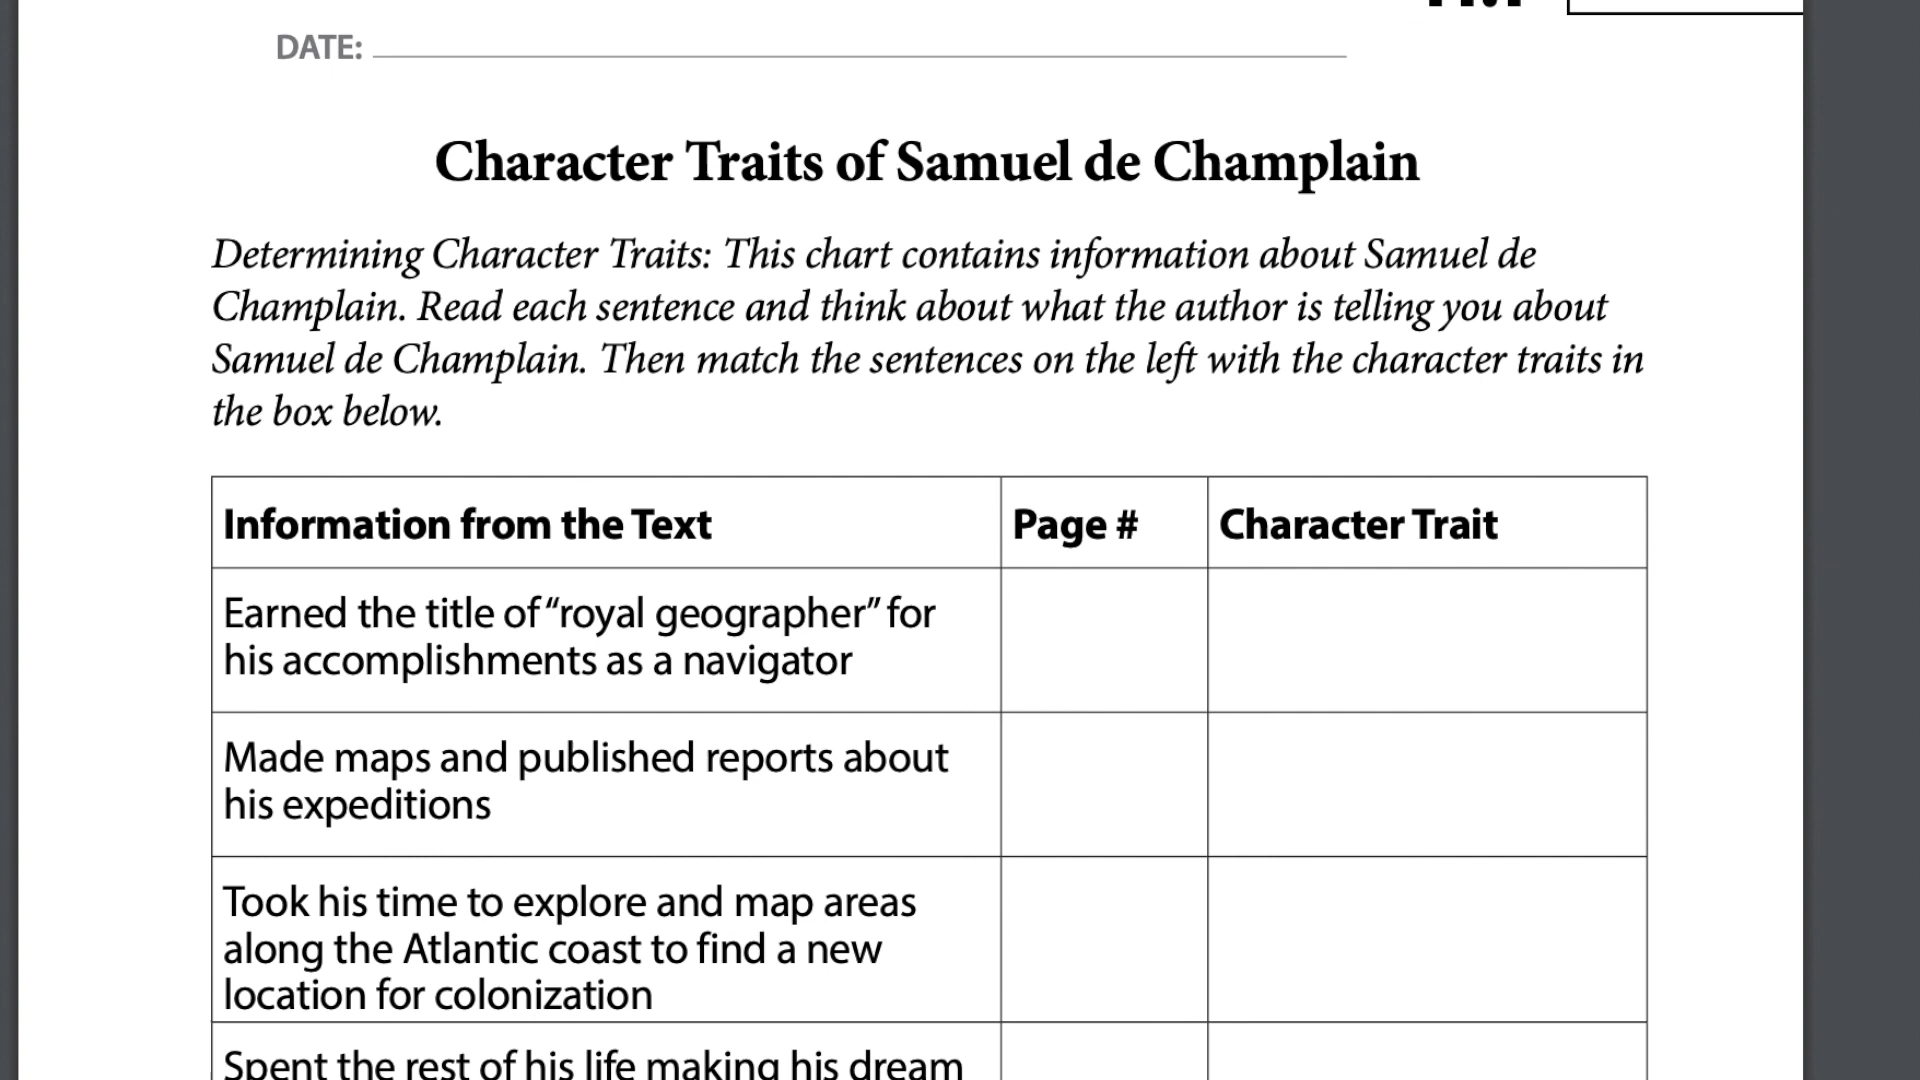 DATE:
Character Traits of Samuel de Champlain
Determining Character Traits: This chart contains information about Samuel de
Champlain. Read each sentence and think about what the author is telling you about
Samuel de Champlain. Then match the sentences on the left with the character traits in
the box below.
Information from the Text Page # Character Trait
Earned the title of “royal geographer” for
his accomplishments as a navigator
Made maps and published reports about
his expeditions
Took his time to explore and map areas
along the Atlantic coast to find a new
location for colonization
Spent the rest of his life making his dream